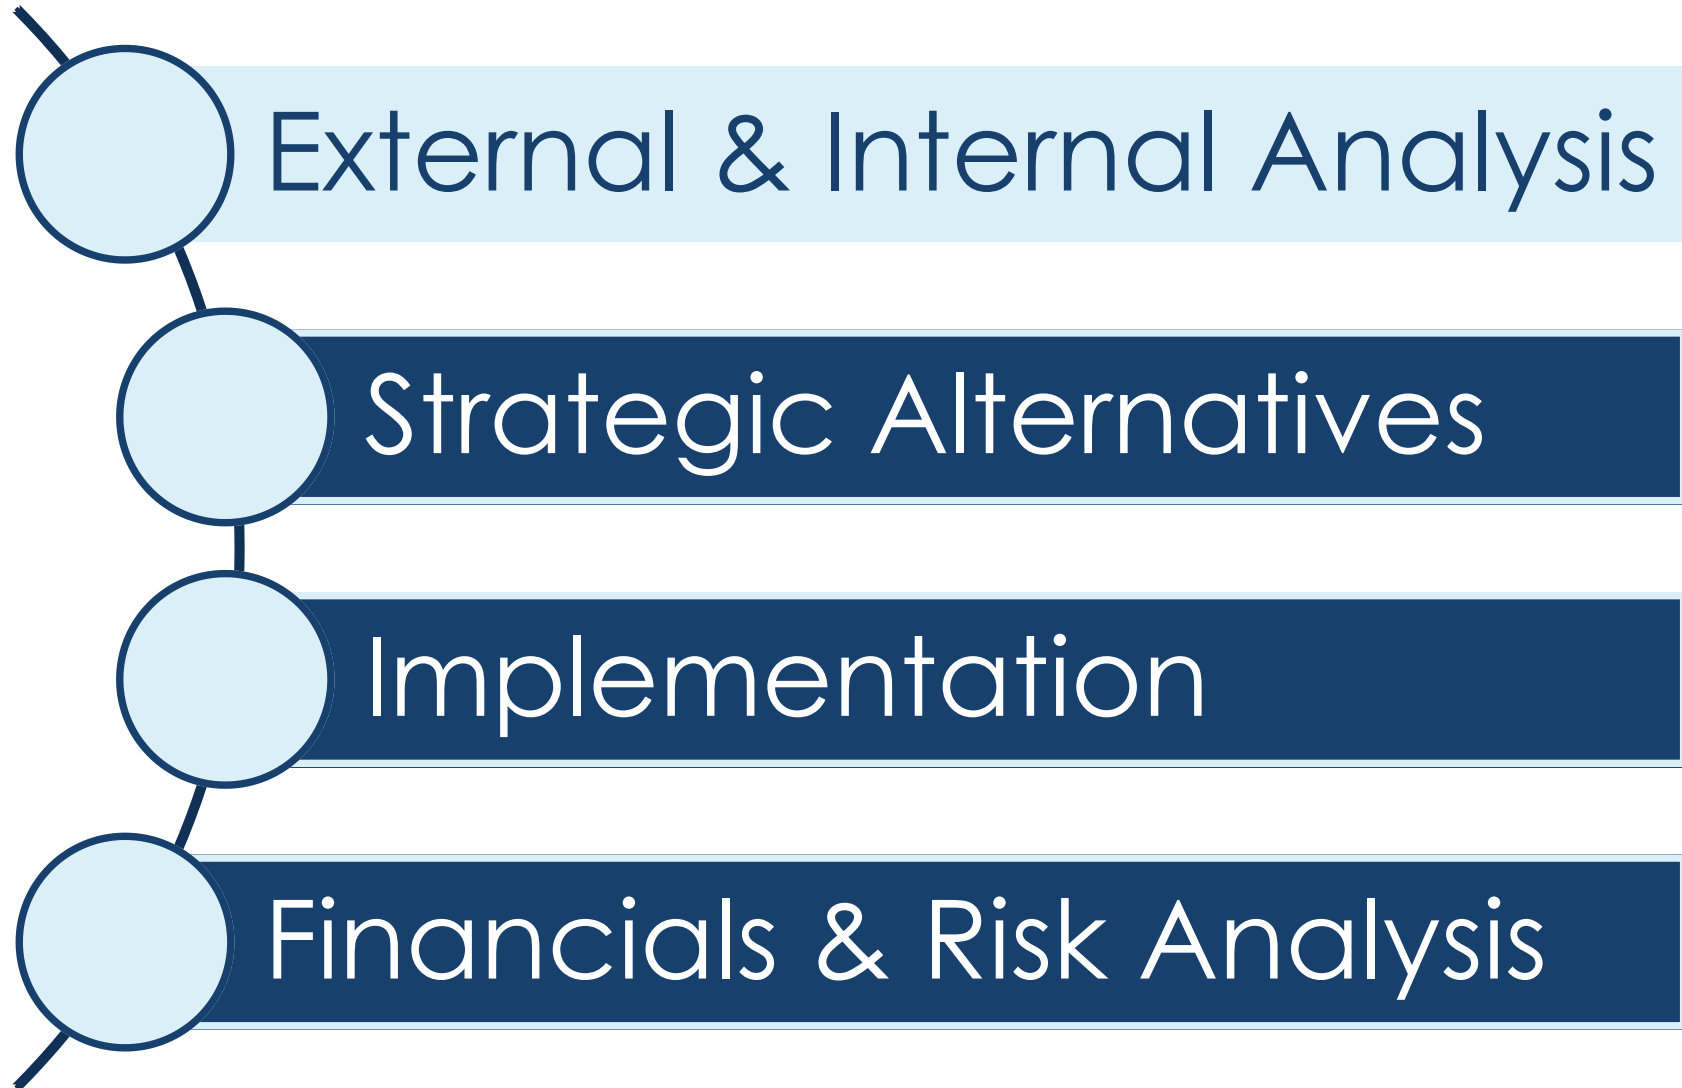 External & Internal Analysis
Strategic Alternatives
Implementation
Financials & Risk Analysis